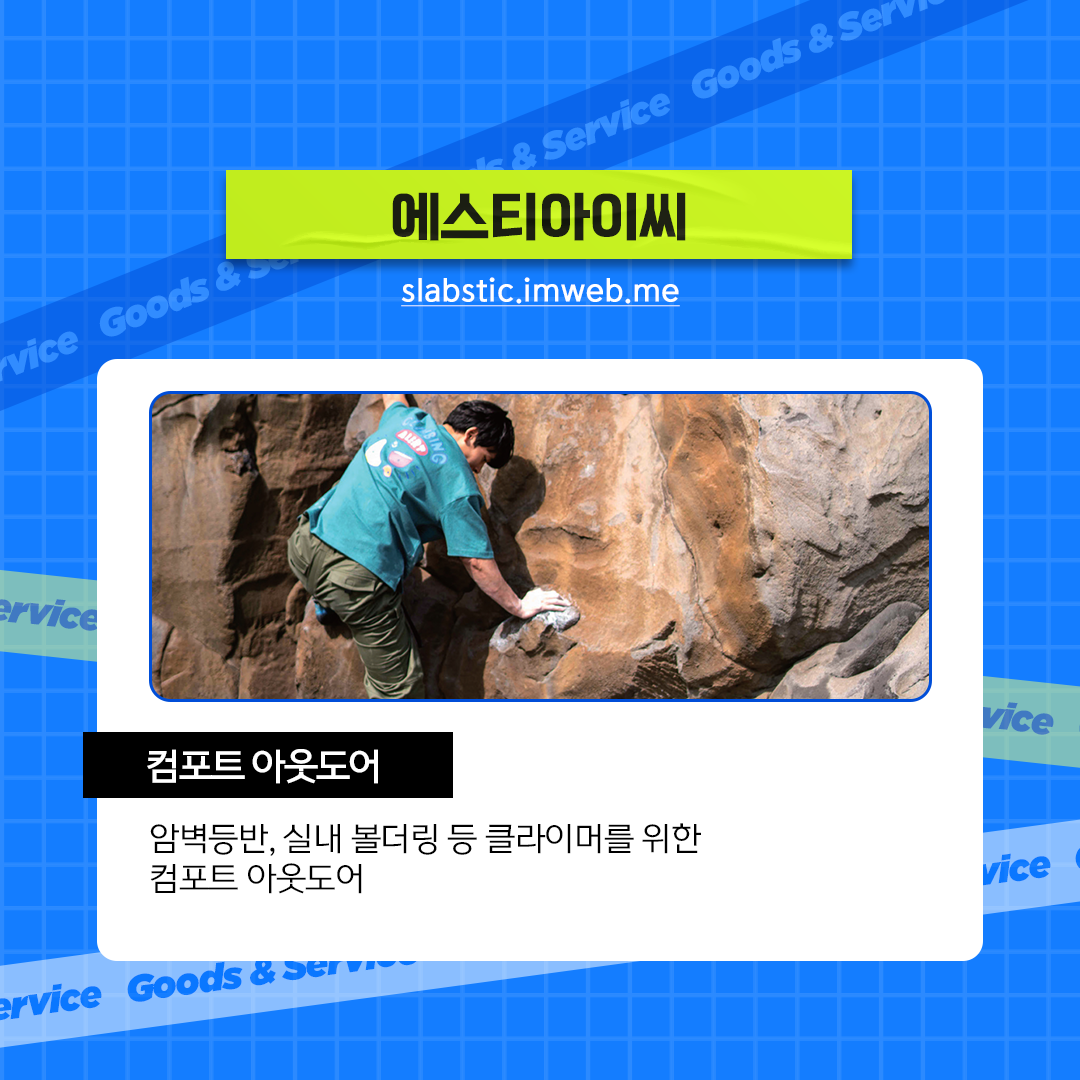 Goods & Service
ls & Service
Goods & Se
rvice
에스티아이씨
slabstic.imweb.me
CLIMBING
컴포트 아웃도어
암벽등반, 실내 볼더링 등 클라이머를 위한
컴포트 아웃도어
ervice
vice
vice
ervice
Goods & Service